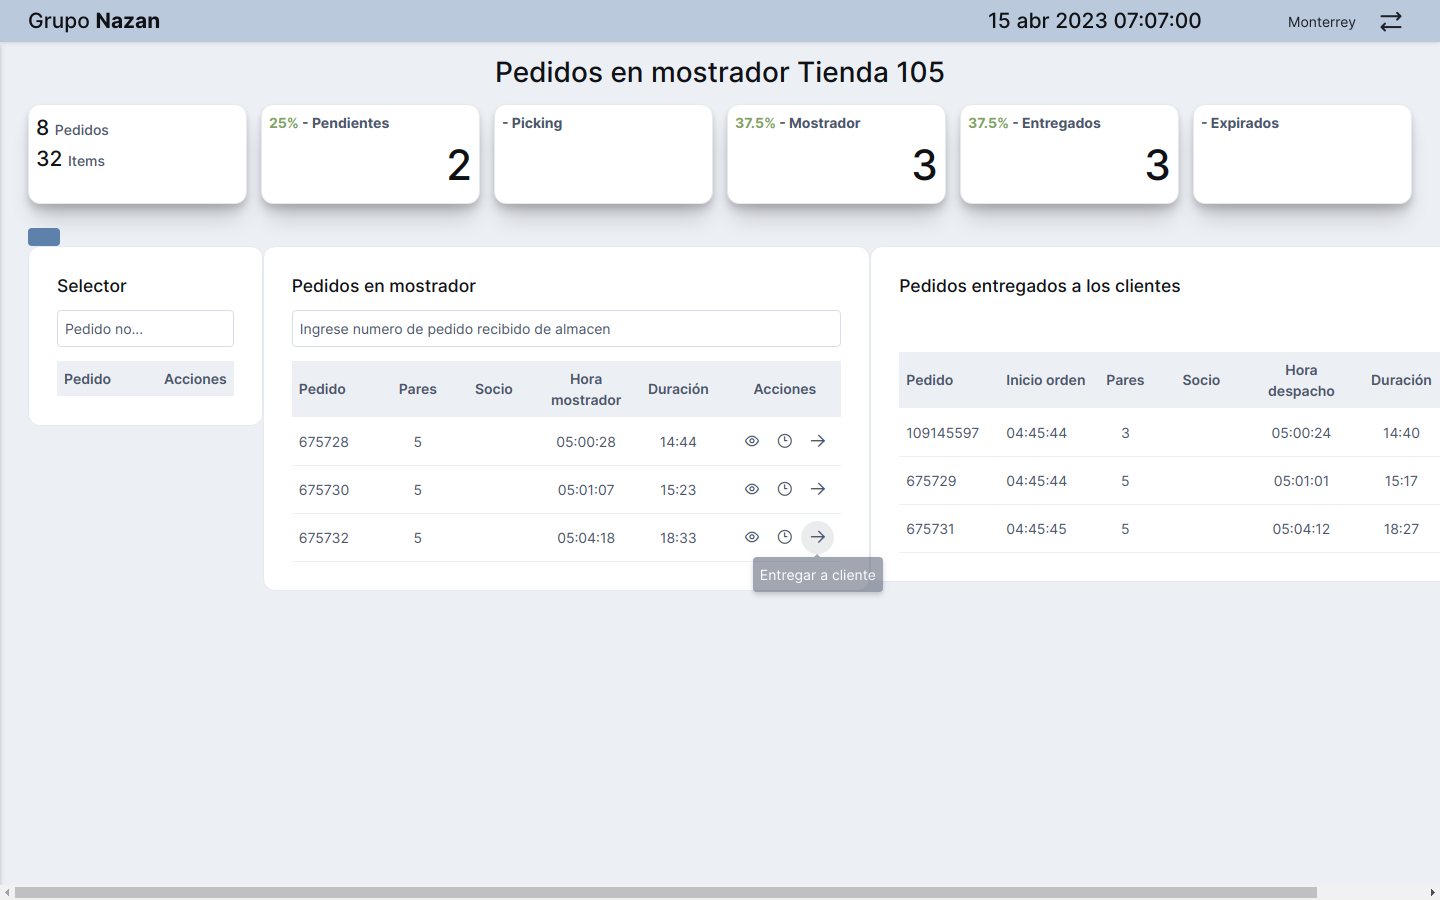 Grupo Nazan
15 abr 2023 07:07:00
Monterrey
Pedidos en mostrador Tienda 105
8 Pedidos
32 Items
25% - Pendientes
2
- Picking
37.5% - Mostrador
3
37.5% - Entregados
3
- Expirados
Selector
Pedido no...
Pedido Acciones
Pedidos en mostrador
Ingrese numero de pedido recibido de almacen
Pedido Pares Socio Hora mostrador Duración Acciones
675728 5 05:00:28 14:44
675730 5 05:01:07 15:23
675732 5 05:04:18 18:33
Entregar a cliente
Pedidos entregados a los clientes
Pedido Inicio orden Pares Socio Hora despacho Duración
109145597 04:45:44 3 05:00:24 14:40
675729 04:45:44 5 05:01:01 15:17
675731 04:45:45 5 05:04:12 18:27